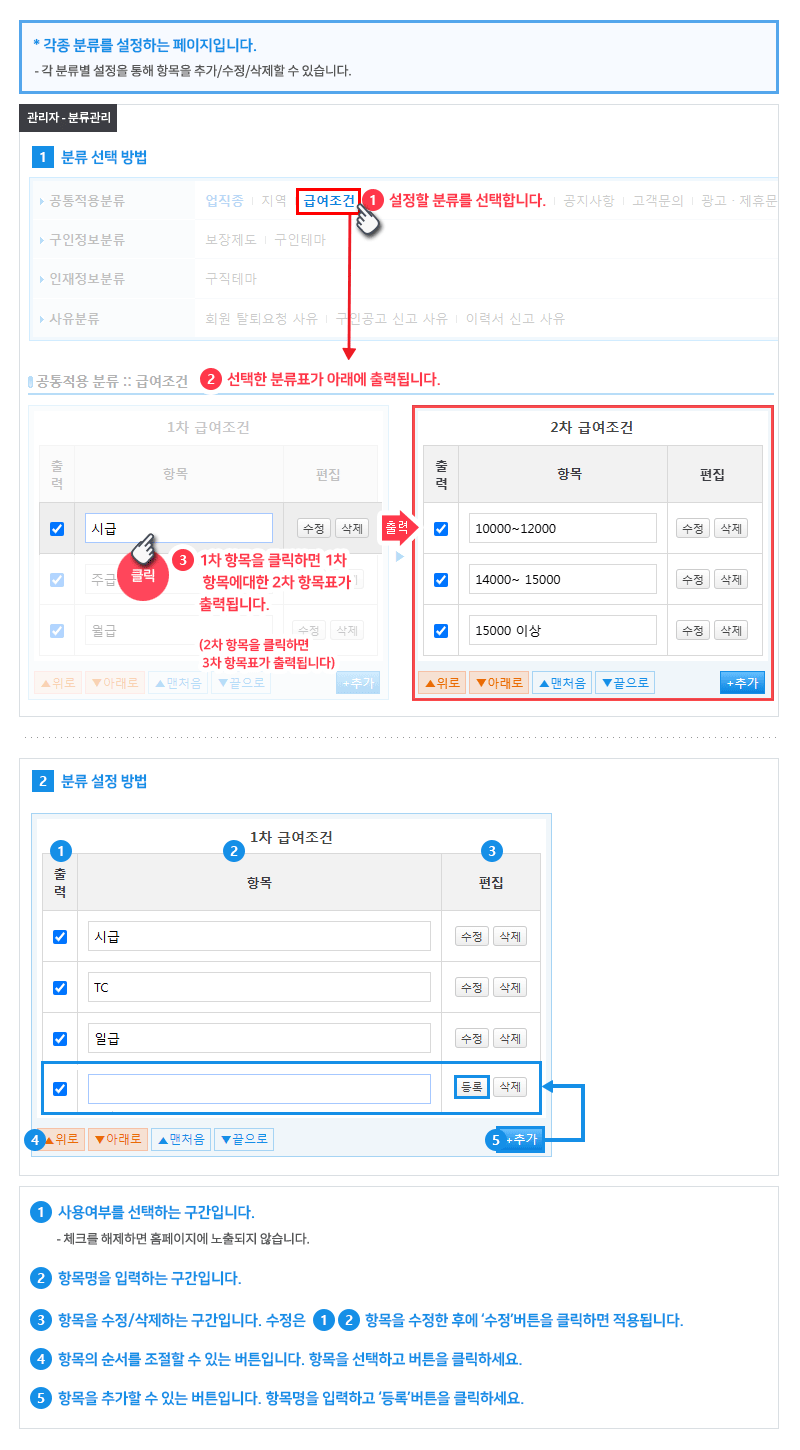 * 각종 분류를 설정하는 페이지입니다.
- 각 분류별 설정을 통해 항목을 추가/수정/삭제할 수 있습니다.
관리자 - 분류관리
1 분류 선택 방법
공통적용분류 업직종 지역 급여조건 1 설정할 분류를 선택합니다. 공지사항 고객문의 광고ㆍ제휴문
구인정보분류 보장제도 구인테마
인재정보분류 구직테마
사유분류 회원 탈퇴요청 사유 구인공고 신고 사유 이력서 신고 사유
공통적용 분류 :: 급여조건 2 선택한 분류표가 아래에 출력됩니다.
1차 급여조건
출력 항목 편집
시급 수정 삭제
출력
클릭
3 1차 항목을 클릭하면 1차
항목에대한 2차 항목표가
출력됩니다.
주급
(2차 항목을 클릭하면
3차 항목표가 출력됩니다)
월급 수정 삭제
▲위로 ▼아래로 ▲맨처음 ▼끝으로 +추가
2차 급여조건
출력 항목 편집
10000~12000 수정 삭제
14000~ 15000 수정 삭제
15000 이상 수정 삭제
▲위로 ▼아래로 ▲맨처음 ▼끝으로 +추가
2 분류 설정 방법
1차 급여조건
1 2 3
출력 항목 편집
시급 수정 삭제
TC 수정 삭제
일급 수정 삭제
등록 삭제
4 ▲위로 ▼아래로 ▲맨처음 ▼끝으로 5 +추가
1 사용여부를 선택하는 구간입니다.
- 체크를 해제하면 홈페이지에 노출되지 않습니다.
2 항목명을 입력하는 구간입니다.
3 항목을 수정/삭제하는 구간입니다. 수정은 1 2 항목을 수정한 후에 ‘수정’버튼을 클릭하면 적용됩니다.
4 항목의 순서를 조절할 수 있는 버튼입니다. 항목을 선택하고 버튼을 클릭하세요.
5 항목을 추가할 수 있는 버튼입니다. 항목명을 입력하고 ‘등록’버튼을 클릭하세요.